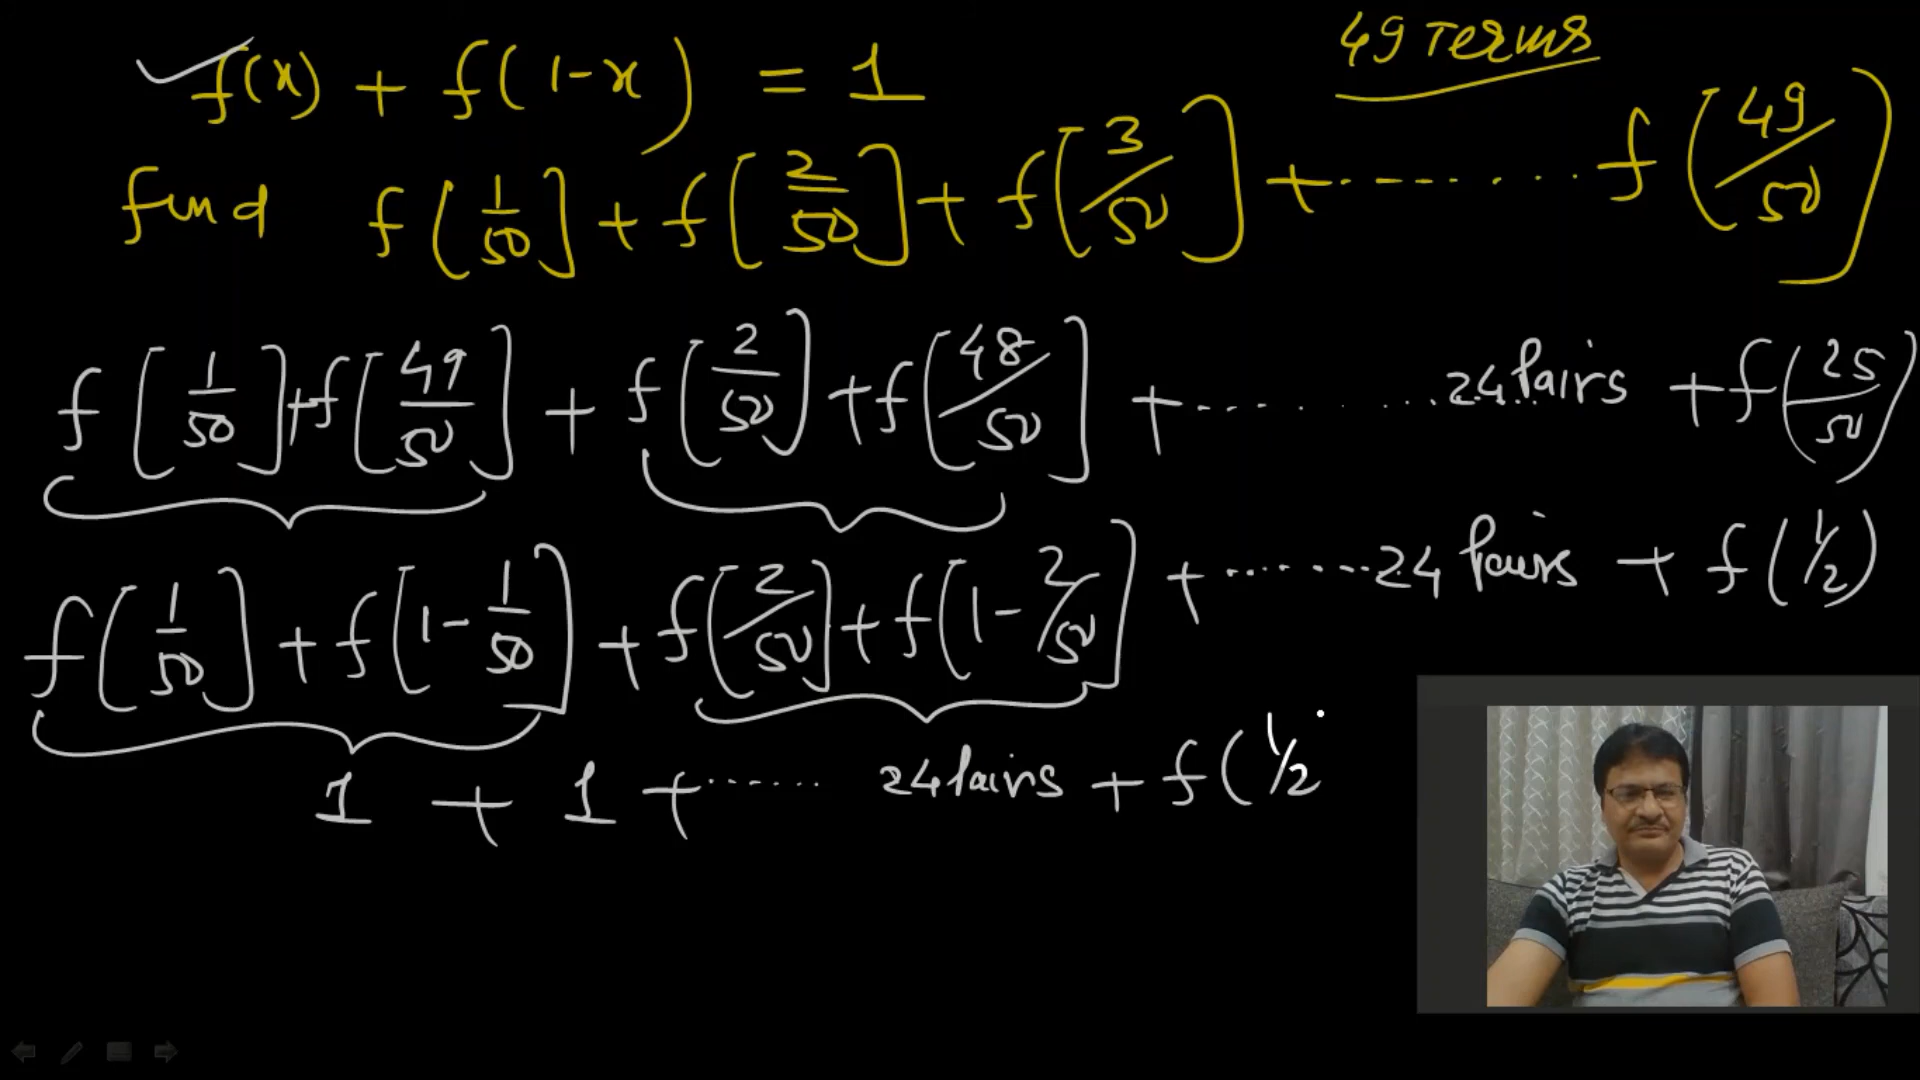 49 Terms
f(x) + f(1-x) = 1
find f(1/50) + f(2/50) + f(3/50) + ........ f(49/50)
f[1/50] + f[49/50] + f[2/50] + f[48/50] + ........ 24 Pairs + f(25/50)
f(1/50) + f(1-1/50) + f(2/50) + f(1-2/50) + ........24 Pairs + f(1/2)
1 + 1 + ...... 24 Pairs + f(1/2